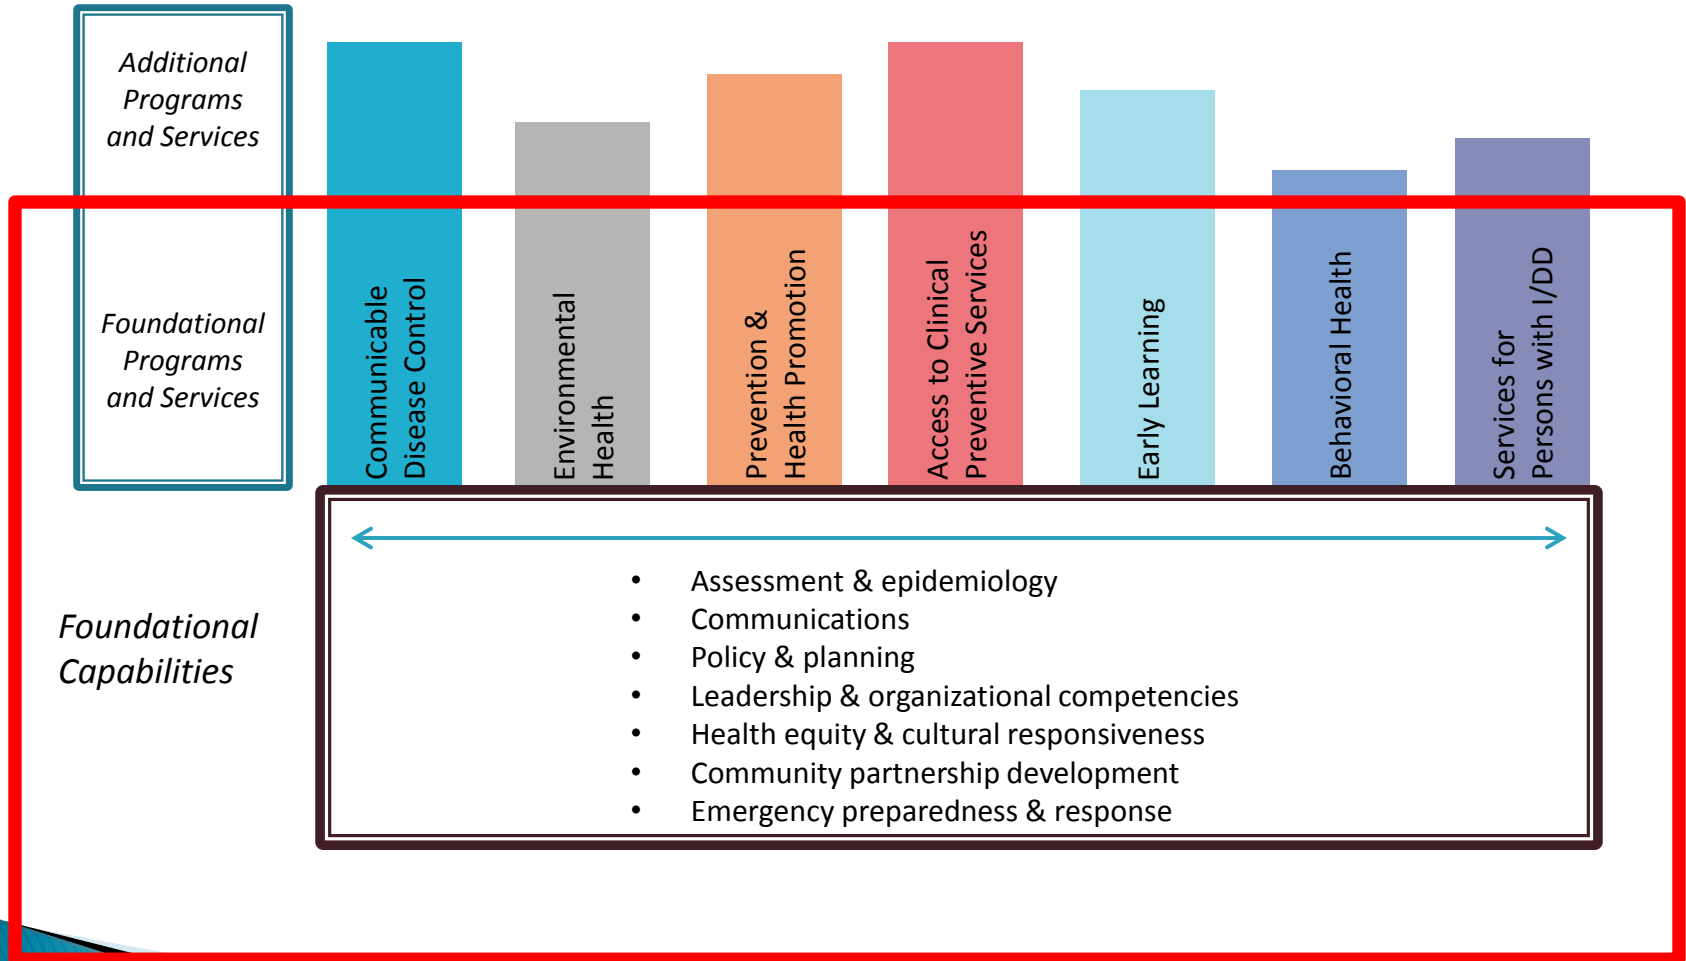 Additional
Programs
and Services
Foundational
Programs
and Services
Communicable
Disease Control
Environmental
Health
Prevention &
Health Promotion
Access to Clinical
Preventive Services
Early Learning
Behavioral Health
Services for
Persons with I/DD
Foundational
Capabilities
• Assessment & epidemiology
• Communications
• Policy & planning
• Leadership & organizational competencies
• Health equity & cultural responsiveness
• Community partnership development
• Emergency preparedness & response